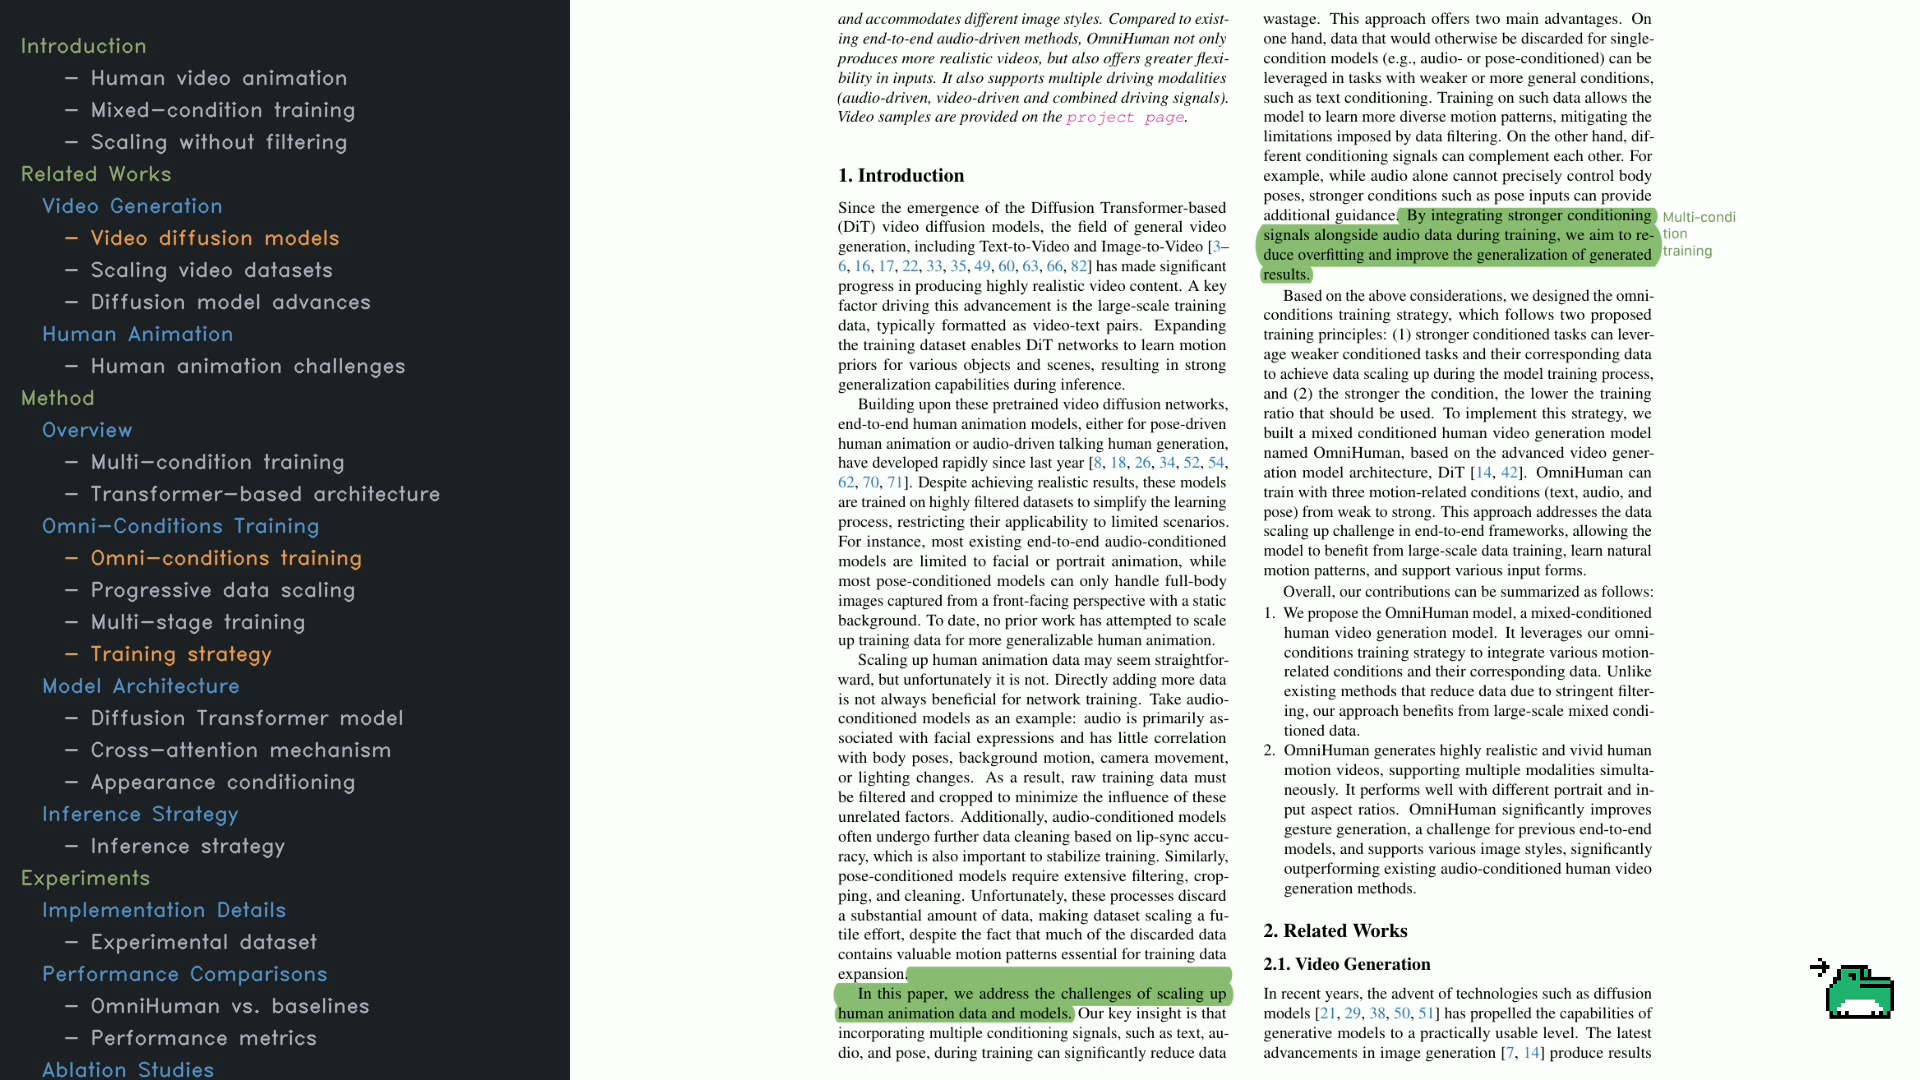 Introduction
– Human video animation
– Mixed-condition training
– Scaling without filtering
Related Works
Video Generation
– Video diffusion models
– Scaling video datasets
– Diffusion model advances
Human Animation
– Human animation challenges
Method
Overview
– Multi-condition training
– Transformer-based architecture
Omni-Conditions Training
– Omni-conditions training
– Progressive data scaling
– Multi-stage training
– Training strategy
Model Architecture
– Diffusion Transformer model
– Cross-attention mechanism
– Appearance conditioning
Inference Strategy
– Inference strategy
Experiments
Implementation Details
– Experimental dataset
Performance Comparisons
– OmniHuman vs. baselines
– Performance metrics
Ablation Studies
and accommodates different image styles. Compared to exist-
ing end-to-end audio-driven methods, OmniHuman not only
produces more realistic videos, but also offers greater flexi-
bility in inputs. It also supports multiple driving modalities
(audio-driven, video-driven and combined driving signals).
Video samples are provided on the project page.
1. Introduction
Since the emergence of the Diffusion Transformer-based
(DiT) video diffusion models, the field of general video
generation, including Text-to-Video and Image-to-Video [3–
6, 16, 17, 22, 33, 35, 49, 60, 63, 66, 82] has made significant
progress in producing highly realistic video content. A key
factor driving this advancement is the large-scale training
data, typically formatted as video-text pairs. Expanding
the training dataset enables DiT networks to learn motion
priors for various objects and scenes, resulting in strong
generalization capabilities during inference.
Building upon these pretrained video diffusion networks,
end-to-end human animation models, either for pose-driven
human animation or audio-driven talking human generation,
have developed rapidly since last year [8, 18, 26, 34, 52, 54,
62, 70, 71]. Despite achieving realistic results, these models
are trained on highly filtered datasets to simplify the learning
process, restricting their applicability to limited scenarios.
For instance, most existing end-to-end audio-conditioned
models are limited to facial or portrait animation, while
most pose-conditioned models can only handle full-body
images captured from a front-facing perspective with a static
background. To date, no prior work has attempted to scale
up training data for more generalizable human animation.
Scaling up human animation data may seem straightfor-
ward, but unfortunately it is not. Directly adding more data
is not always beneficial for network training. Take audio-
conditioned models as an example: audio is primarily as-
sociated with facial expressions and has little correlation
with body poses, background motion, camera movement,
or lighting changes. As a result, raw training data must
be filtered and cropped to minimize the influence of these
unrelated factors. Additionally, audio-conditioned models
often undergo further data cleaning based on lip-sync accu-
racy, which is also important to stabilize training. Similarly,
pose-conditioned models require extensive filtering, crop-
ping, and cleaning. Unfortunately, these processes discard
a substantial amount of data, making dataset scaling a fu-
tile effort, despite the fact that much of the discarded data
contains valuable motion patterns essential for training data
expansion.
In this paper, we address the challenges of scaling up
human animation data and models. Our key insight is that
incorporating multiple conditioning signals, such as text, au-
dio, and pose, during training can significantly reduce data
wastage. This approach offers two main advantages. On
one hand, data that would otherwise be discarded for single-
condition models (e.g., audio- or pose-conditioned) can be
leveraged in tasks with weaker or more general conditions,
such as text conditioning. Training on such data allows the
model to learn more diverse motion patterns, mitigating the
limitations imposed by data filtering. On the other hand, dif-
ferent conditioning signals can complement each other. For
example, while audio alone cannot precisely control body
poses, stronger conditions such as pose inputs can provide
additional guidance. By integrating stronger conditioning
signals alongside audio data during training, we aim to re-
duce overfitting and improve the generalization of generated
results.
Multi-condi
tion
training
Based on the above considerations, we designed the omni-
conditions training strategy, which follows two proposed
training principles: (1) stronger conditioned tasks can lever-
age weaker conditioned tasks and their corresponding data
to achieve data scaling up during the model training process,
and (2) the stronger the condition, the lower the training
ratio that should be used. To implement this strategy, we
built a mixed conditioned human video generation model
named OmniHuman, based on the advanced video gener-
ation model architecture, DiT [14, 42]. OmniHuman can
train with three motion-related conditions (text, audio, and
pose) from weak to strong. This approach addresses the data
scaling up challenge in end-to-end frameworks, allowing the
model to benefit from large-scale data training, learn natural
motion patterns, and support various input forms.
Overall, our contributions can be summarized as follows:
1. We propose the OmniHuman model, a mixed-conditioned
human video generation model. It leverages our omni-
conditions training strategy to integrate various motion-
related conditions and their corresponding data. Unlike
existing methods that reduce data due to stringent filter-
ing, our approach benefits from large-scale mixed condi-
tioned data.
2. OmniHuman generates highly realistic and vivid human
motion videos, supporting multiple modalities simulta-
neously. It performs well with different portrait and in-
put aspect ratios. OmniHuman significantly improves
gesture generation, a challenge for previous end-to-end
models, and supports various image styles, significantly
outperforming existing audio-conditioned human video
generation methods.
2. Related Works
2.1. Video Generation
In recent years, the advent of technologies such as diffusion
models [21, 29, 38, 50, 51] has propelled the capabilities of
generative models to a practically usable level. The latest
advancements in image generation [7, 14] produce results